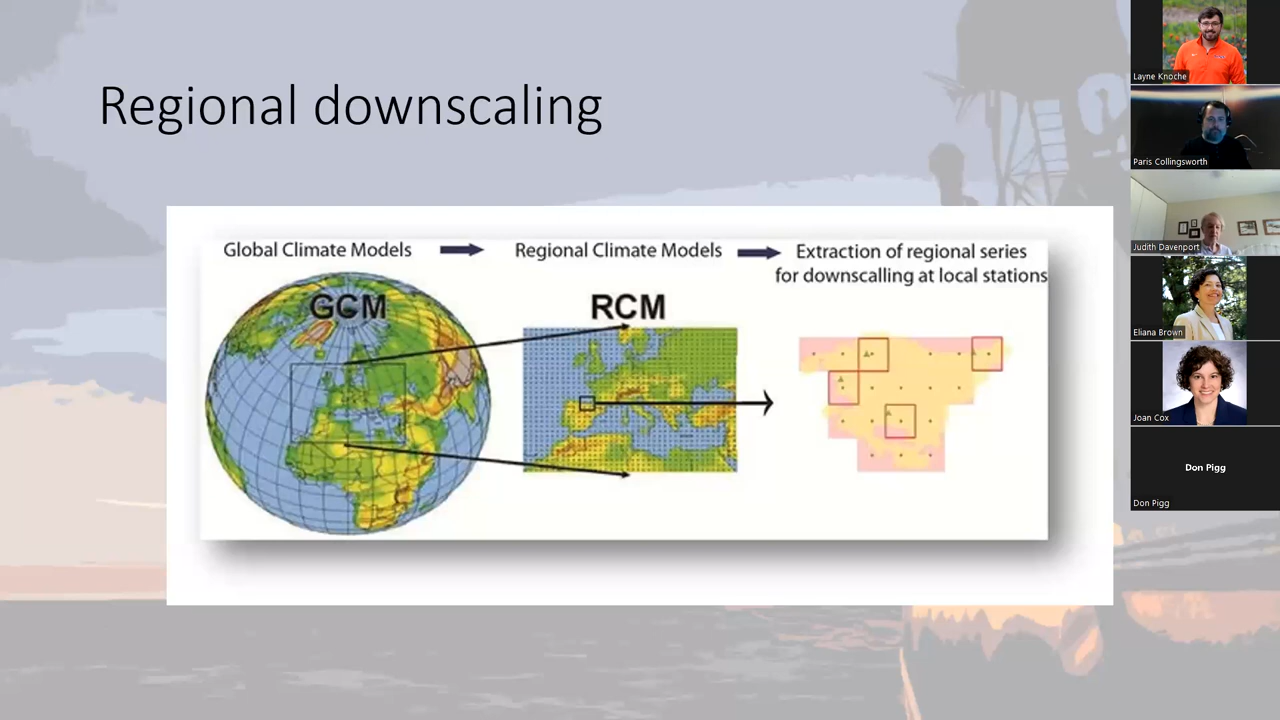 Regional downscaling
Global Climate Models
Regional Climate Models
Extraction of regional series
for downscalling at local stations
GCM
RCM
Layne Knoche
Paris Collingsworth
Judith Davenport
Eliana Brown
Joan Cox
Don Pigg
Don Pigg